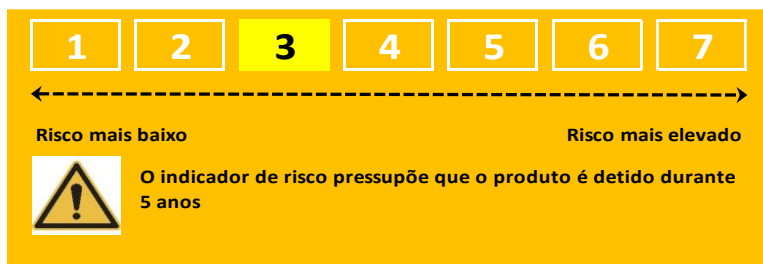 1 2 3 4 5 6 7
Risco mais baixo Risco mais elevado
O indicador de risco pressupõe que o produto é detido durante
5 anos